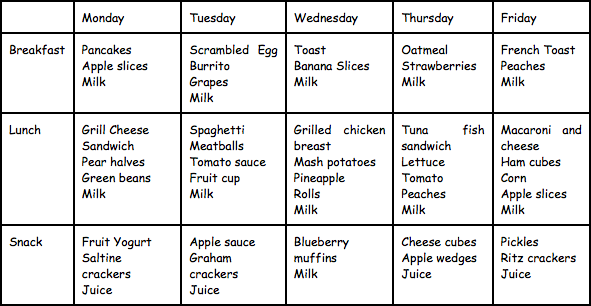 Monday Tuesday Wednesday Thursday Friday
Breakfast
Pancakes
Apple slices
Milk
Scrambled Egg
Burrito
Grapes
Milk
Toast
Banana Slices
Milk
Oatmeal
Strawberries
Milk
French Toast
Peaches
Milk
Lunch
Grill Cheese
Sandwich
Pear halves
Green beans
Milk
Spaghetti
Meatballs
Tomato sauce
Fruit cup
Milk
Grilled chicken
breast
Mash potatoes
Pineapple
Rolls
Milk
Tuna fish
sandwich
Lettuce
Tomato
Peaches
Milk
Macaroni and
cheese
Ham cubes
Corn
Apple slices
Milk
Snack
Fruit Yogurt
Saltine
crackers
Juice
Apple sauce
Graham
crackers
Juice
Blueberry
muffins
Milk
Cheese cubes
Apple wedges
Juice
Pickles
Ritz crackers
Juice